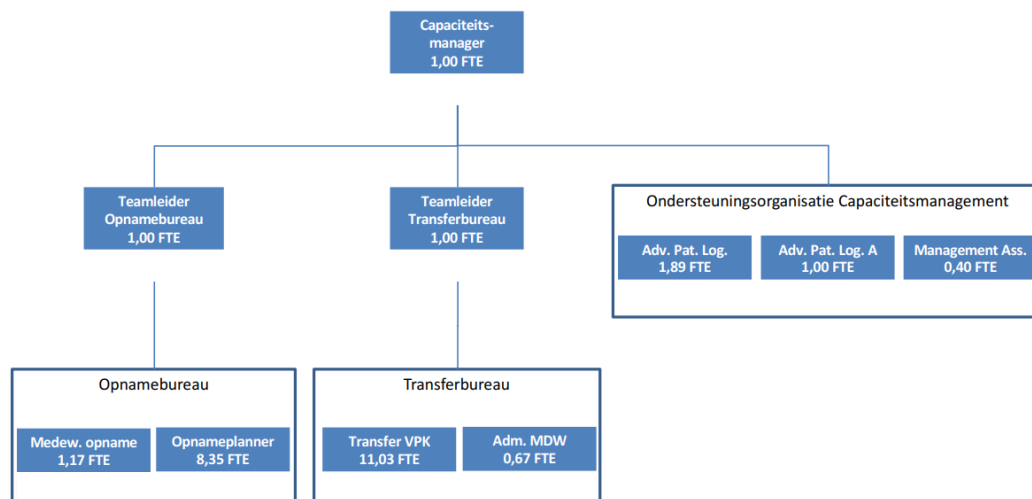 Capaciteits-
manager
1,00 FTE
Teamleider
Opnamebureau
1,00 FTE
Teamleider
Transferbureau
1,00 FTE
Ondersteuningsorganisatie Capaciteitsmanagement
Adv. Pat. Log.
1,89 FTE
Adv. Pat. Log. A
1,00 FTE
Management Ass.
0,40 FTE
Opnamebureau
Medew. opname
1,17 FTE
Opnameplanner
8,35 FTE
Transferbureau
Transfer VPK
11,03 FTE
Adm. MDW
0,67 FTE